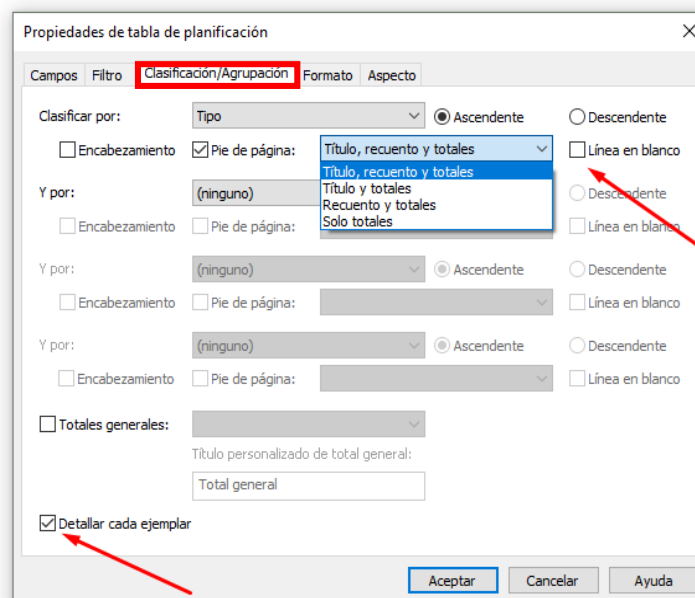 Propiedades de tabla de planificación
Campos Filtro Clasificación/Agrupación Formato Aspecto
Clasificar por: Tipo Ascendente Descendente
Encabezamiento Pie de página: Título, recuento y totales Línea en blanco
Título, recuento y totales
Título y totales
Recuento y totales
Solo totales
Y por: (ninguno) Descendente
Encabezamiento Pie de página: Línea en blanco
Y por: (ninguno) Ascendente Descendente
Encabezamiento Pie de página: Línea en blanco
Y por: (ninguno) Ascendente Descendente
Encabezamiento Pie de página: Línea en blanco
Totales generales:
Título personalizado de total general:
Total general
Detallar cada ejemplar
Aceptar Cancelar Ayuda